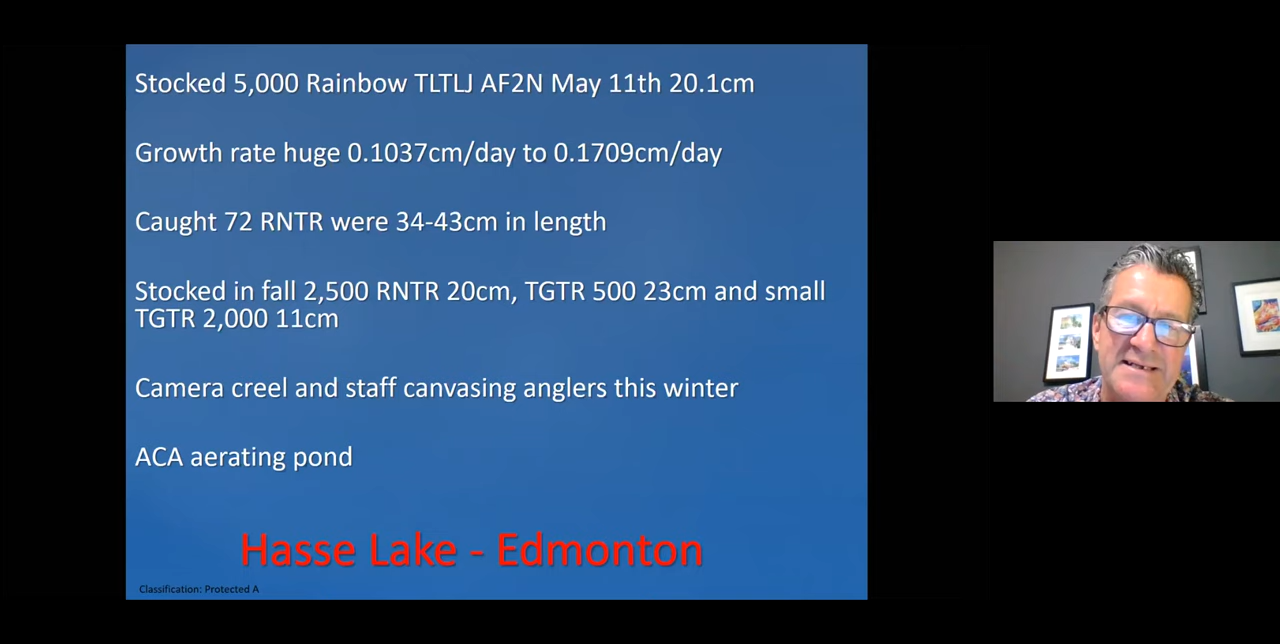 Stocked 5,000 Rainbow TLTLJ AF2N May 11th 20.1cm
Growth rate huge 0.1037cm/day to 0.1709cm/day
Caught 72 RNTR were 34-43cm in length
Stocked in fall 2,500 RNTR 20cm, TGTR 500 23cm and small
TGTR 2,000 11cm
Camera creel and staff canvasing anglers this winter
ACA aerating pond
Hasse Lake - Edmonton
Classification: Protected A